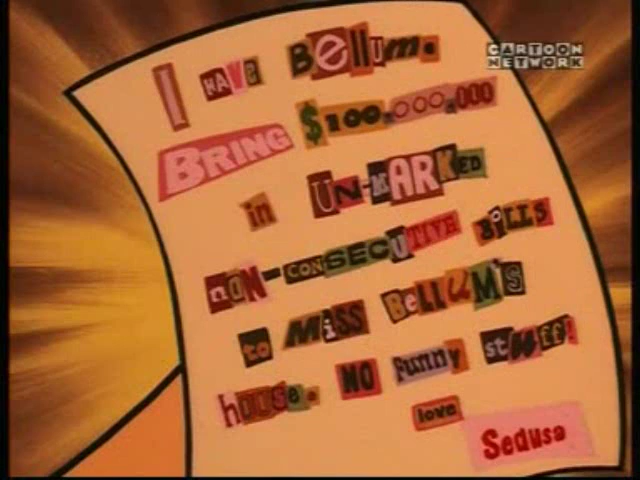 CARTOON
NETWORK
I HAVE BELLUM.
BRING $100,000,000
in UN-MARKED
NON-CONSECUTIVE BILLS
to MISS BELLUM'S
house. NO funny stuff!
love
Sedusa